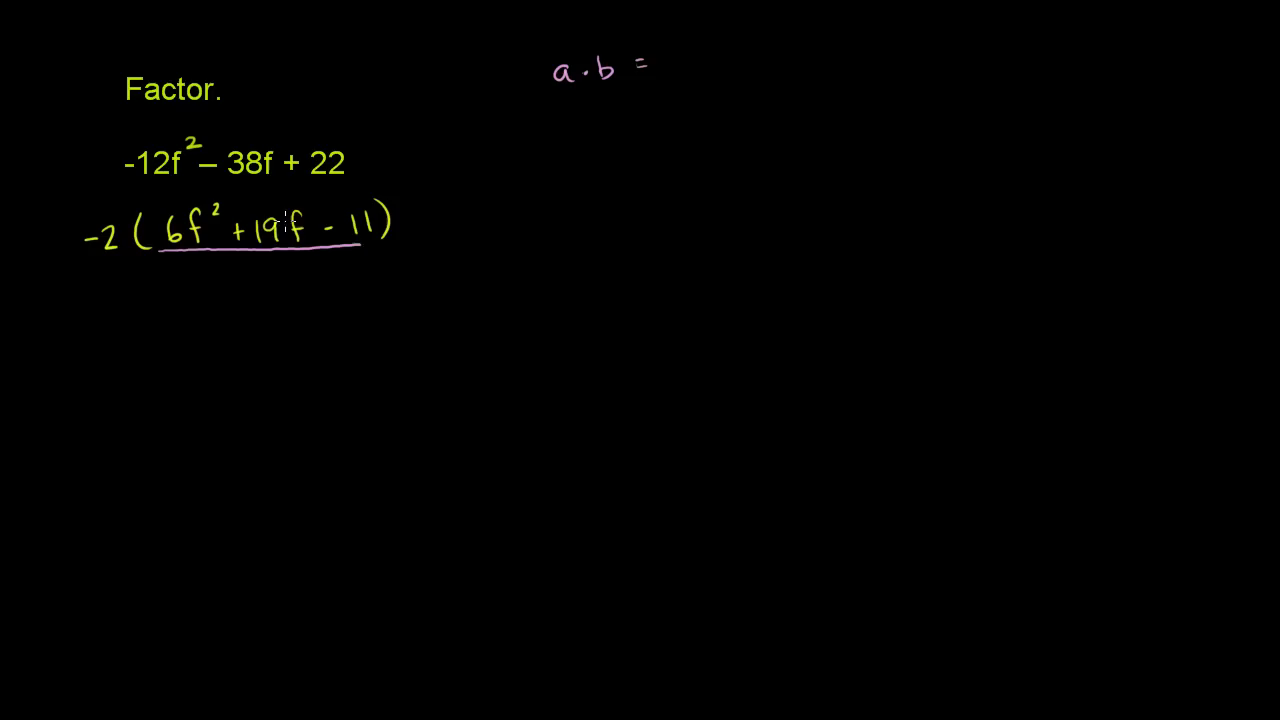 Factor.
a · b =
-12f² – 38f + 22
-2 ( 6f² + 19f - 11)